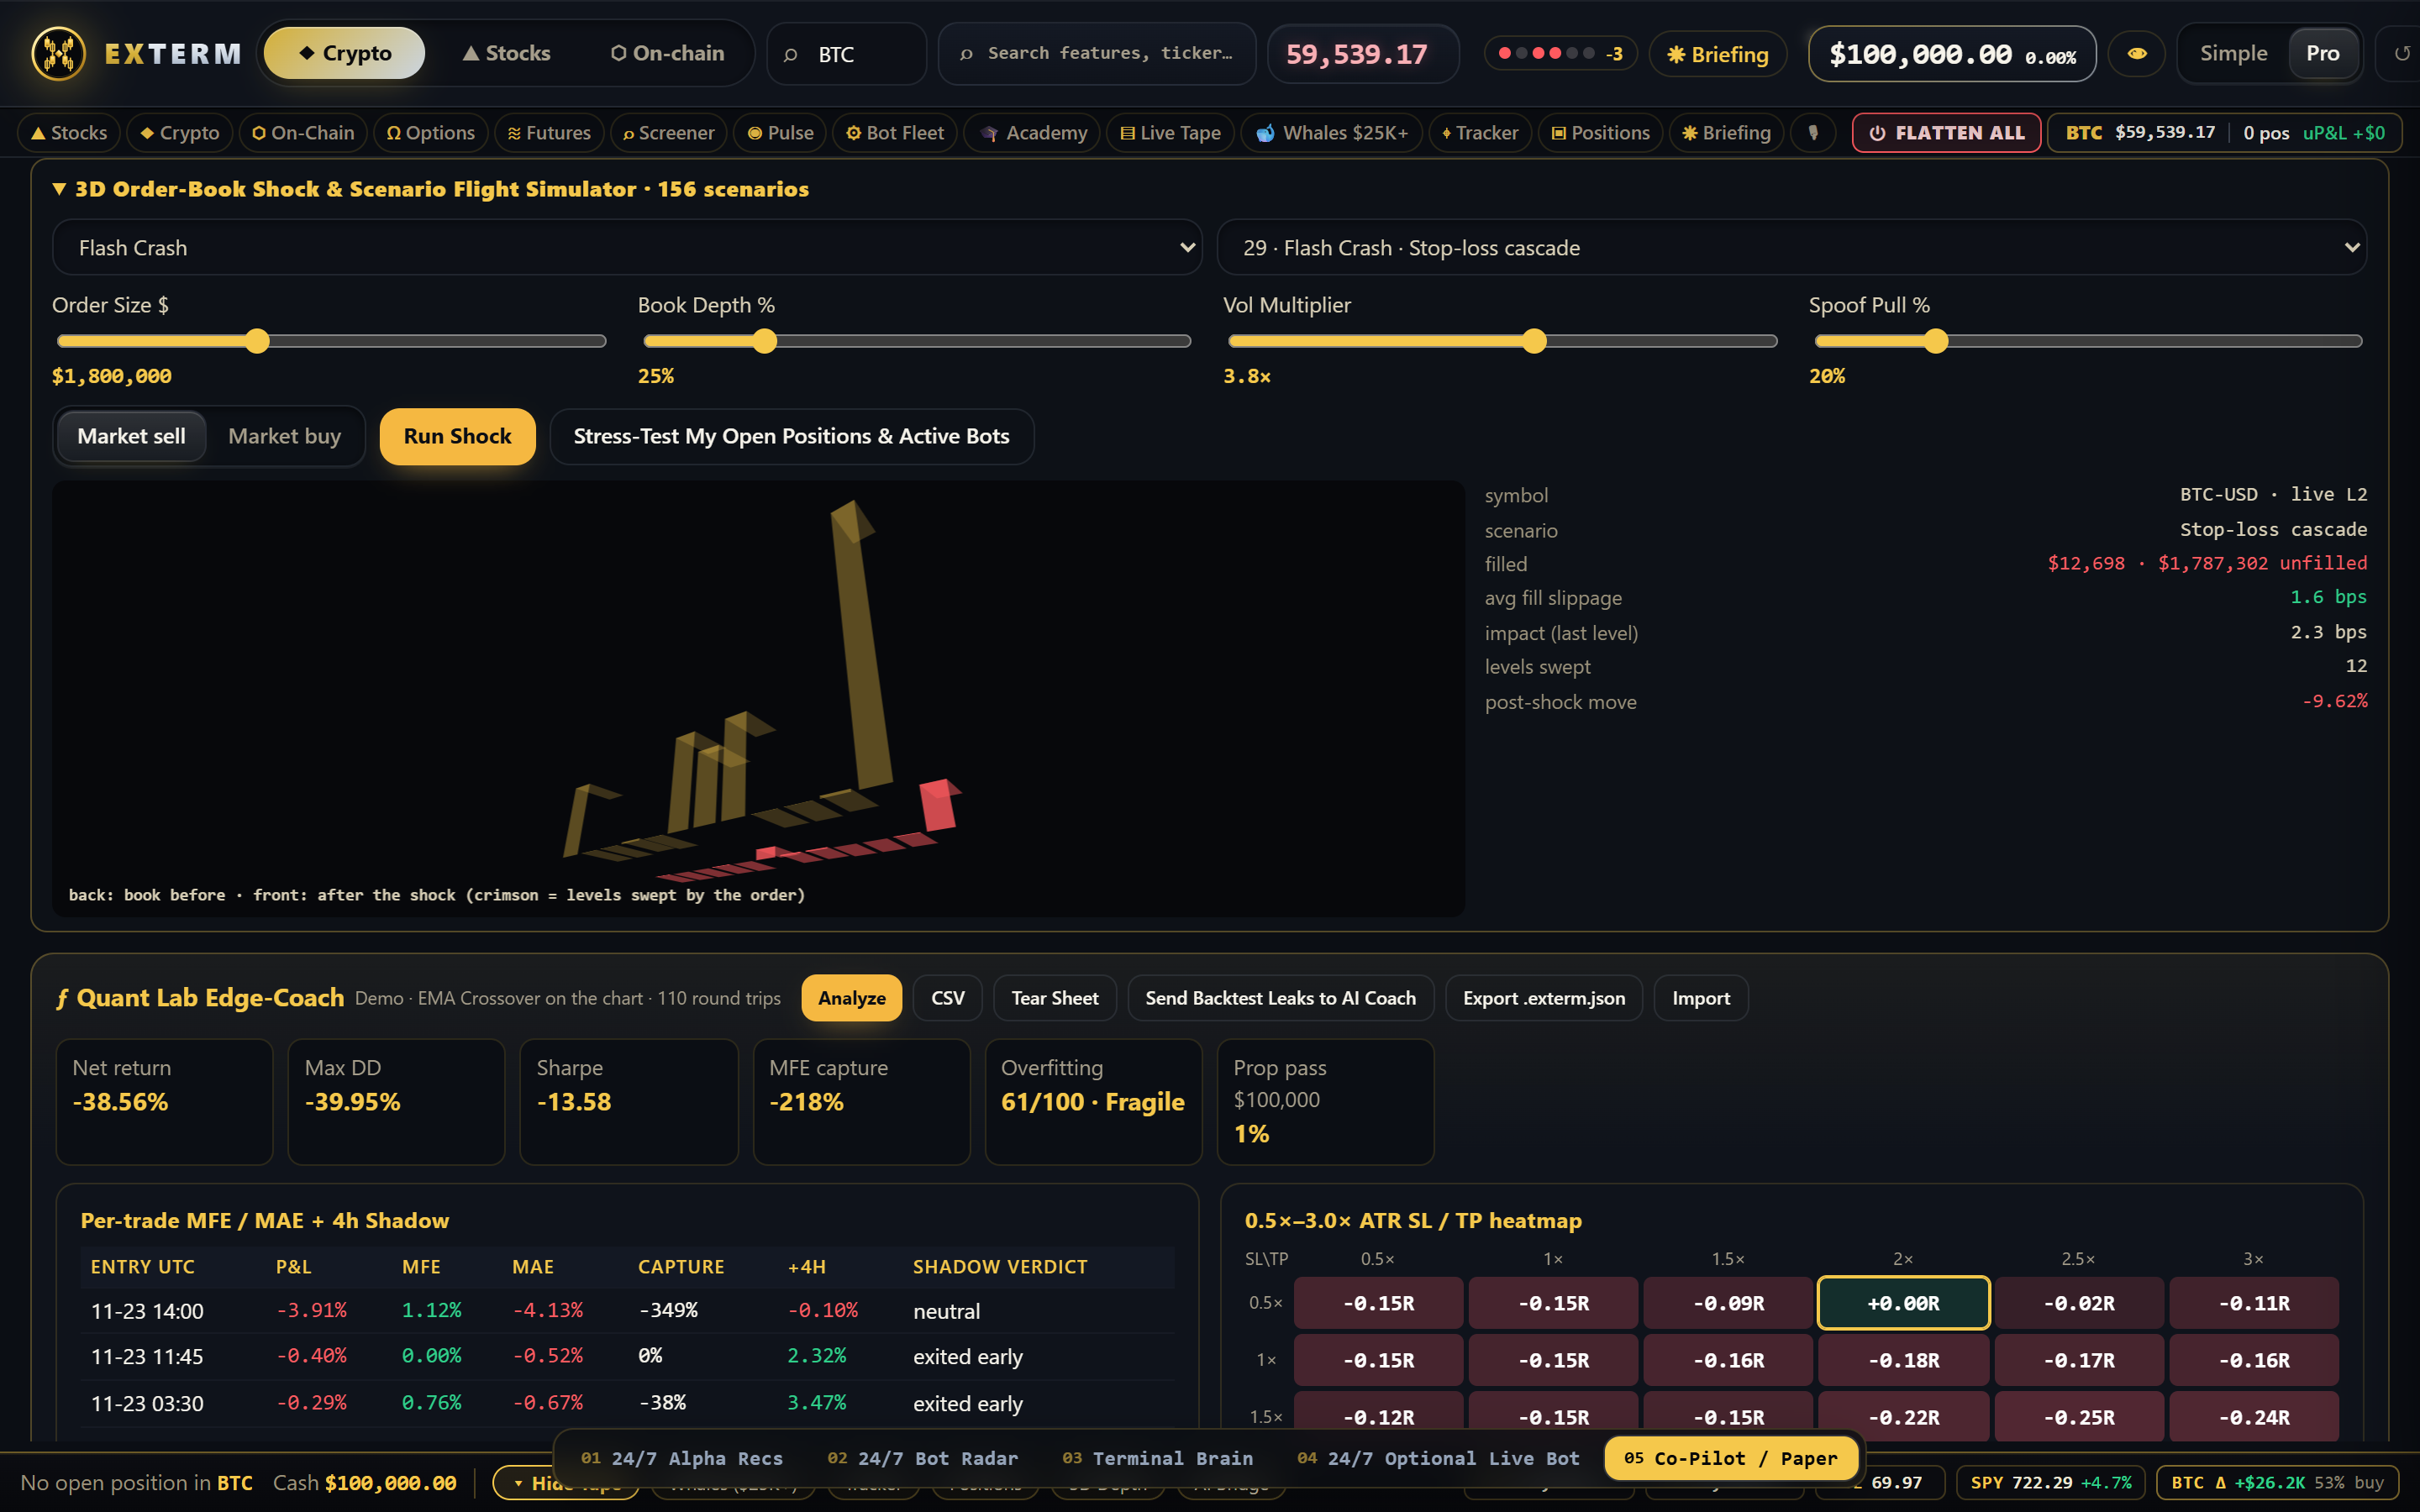 EXTERM
Crypto
Stocks
On-chain
BTC
Search features, ticker…
59,539.17
-3
Briefing
$100,000.00 0.00%
Simple
Pro
Stocks
Crypto
On-Chain
Options
Futures
Screener
Pulse
Bot Fleet
Academy
Live Tape
Whales $25K+
Tracker
Positions
Briefing
FLATTEN ALL
BTC $59,539.17 0 pos uP&L +$0
▼ 3D Order-Book Shock & Scenario Flight Simulator · 156 scenarios
Flash Crash
29 · Flash Crash · Stop-loss cascade
Order Size $
Book Depth %
Vol Multiplier
Spoof Pull %
$1,800,000
25%
3.8×
20%
Market sell
Market buy
Run Shock
Stress-Test My Open Positions & Active Bots
symbol BTC-USD · live L2
scenario Stop-loss cascade
filled $12,698 · $1,787,302 unfilled
avg fill slippage 1.6 bps
impact (last level) 2.3 bps
levels swept 12
post-shock move -9.62%
back: book before · front: after the shock (crimson = levels swept by the order)
ƒ Quant Lab Edge-Coach
Demo · EMA Crossover on the chart · 110 round trips
Analyze
CSV
Tear Sheet
Send Backtest Leaks to AI Coach
Export .exterm.json
Import
Net return
-38.56%
Max DD
-39.95%
Sharpe
-13.58
MFE capture
-218%
Overfitting
61/100 · Fragile
Prop pass
$100,000
1%
Per-trade MFE / MAE + 4h Shadow
ENTRY UTC P&L MFE MAE CAPTURE +4H SHADOW VERDICT
11-23 14:00 -3.91% 1.12% -4.13% -349% -0.10% neutral
11-23 11:45 -0.40% 0.00% -0.52% 0% 2.32% exited early
11-23 03:30 -0.29% 0.76% -0.67% -38% 3.47% exited early
0.5×–3.0× ATR SL / TP heatmap
SL\TP 0.5× 1× 1.5× 2× 2.5× 3×
0.5× -0.15R -0.15R -0.09R +0.00R -0.02R -0.11R
1× -0.15R -0.15R -0.16R -0.18R -0.17R -0.16R
1.5× -0.12R -0.15R -0.15R -0.22R -0.25R -0.24R
01 24/7 Alpha Recs
02 24/7 Bot Radar
03 Terminal Brain
04 24/7 Optional Live Bot
05 Co-Pilot / Paper
No open position in BTC Cash $100,000.00
69.97
SPY 722.29 +4.7%
BTC Δ +$26.2K 53% buy